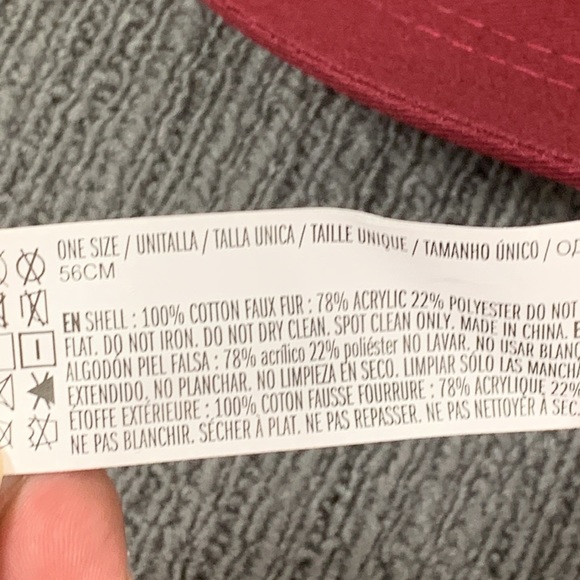 ONE SIZE / UNITALLA / TALLA UNICA / TAILLE UNIQUE / TAMANHO ÚNICO /
56CM
EN SHELL : 100% COTTON FAUX FUR : 78% ACRYLIC 22% POLYESTER DO NOT
FLAT. DO NOT IRON. DO NOT DRY CLEAN. SPOT CLEAN ONLY. MADE IN CHINA.
ALGODÓN PIEL FALSA : 78% acrílico 22% poliéster NO LAVAR. NO USAR
EXTENDIDO, NO PLANCHAR. NO LIMPIEZA EN SECO. LIMPIAR SÓLO LAS
ÉTOFFE EXTÉRIEURE : 100% COTON FAUSSE FOURRURE : 78% ACRYLIQUE 22%
NE PAS BLANCHIR. SÉCHER À PLAT. NE PAS REPASSER. NE PAS NETTOYER À